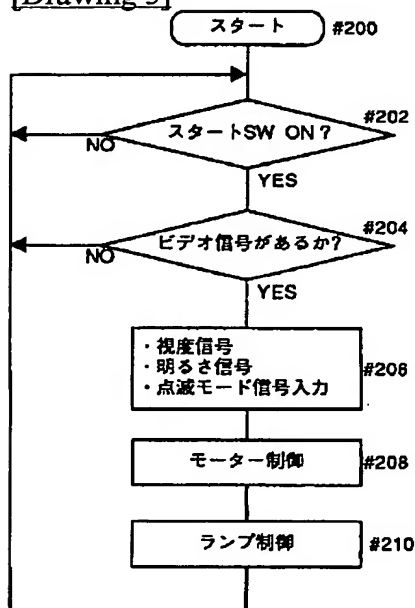 スタート #200
スタートSW ON ? #202
NO
YES
ビデオ信号があるか? #204
NO
YES
・視度信号
・明るさ信号 #206
・点滅モード信号入力
モーター制御 #208
ランプ制御 #210